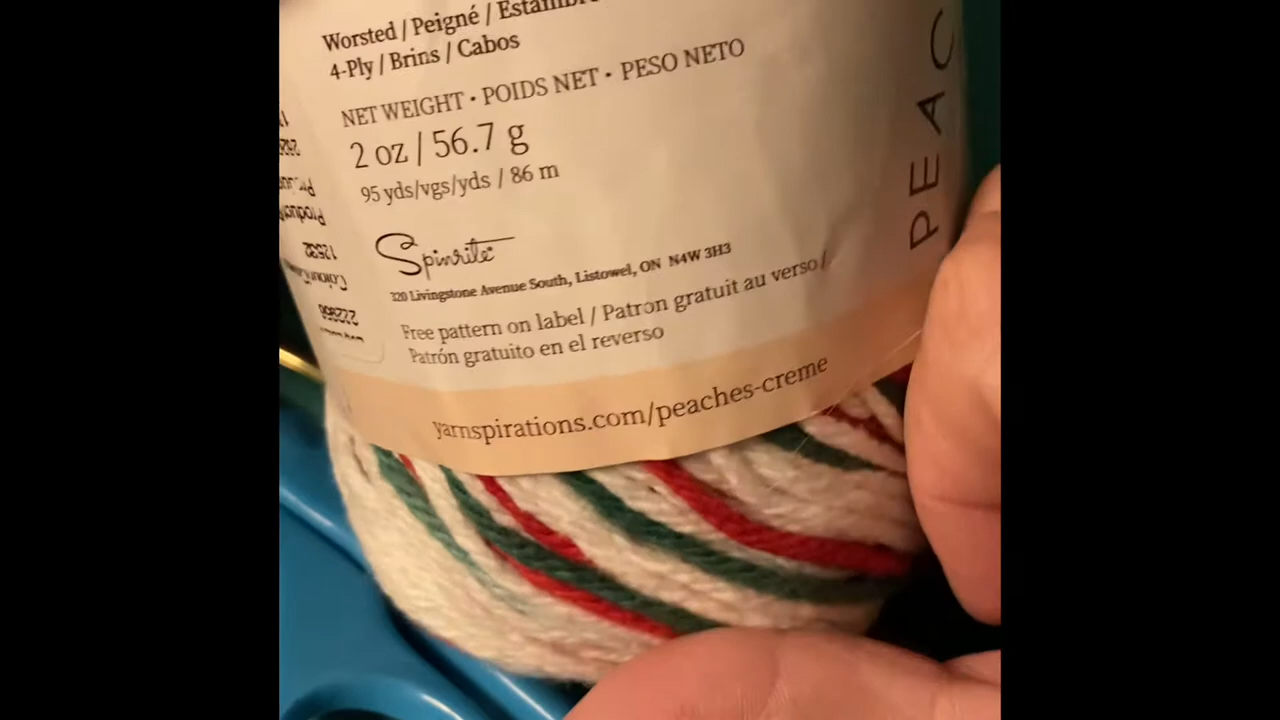 Worsted / Peigné /
4-Ply / Brins / Cabos
NET WEIGHT • POIDS NET • PESO NETO
2 oz / 56.7 g
95 yds/vgs/yds / 86 m
Spinrite
320 Livingstone Avenue South, Listowel, ON N4W 3H3
Free pattern on label / Patron gratuit au verso /
Patrón gratuito en el reverso
yarnspirations.com/peaches-creme
PEAC
12532
222986